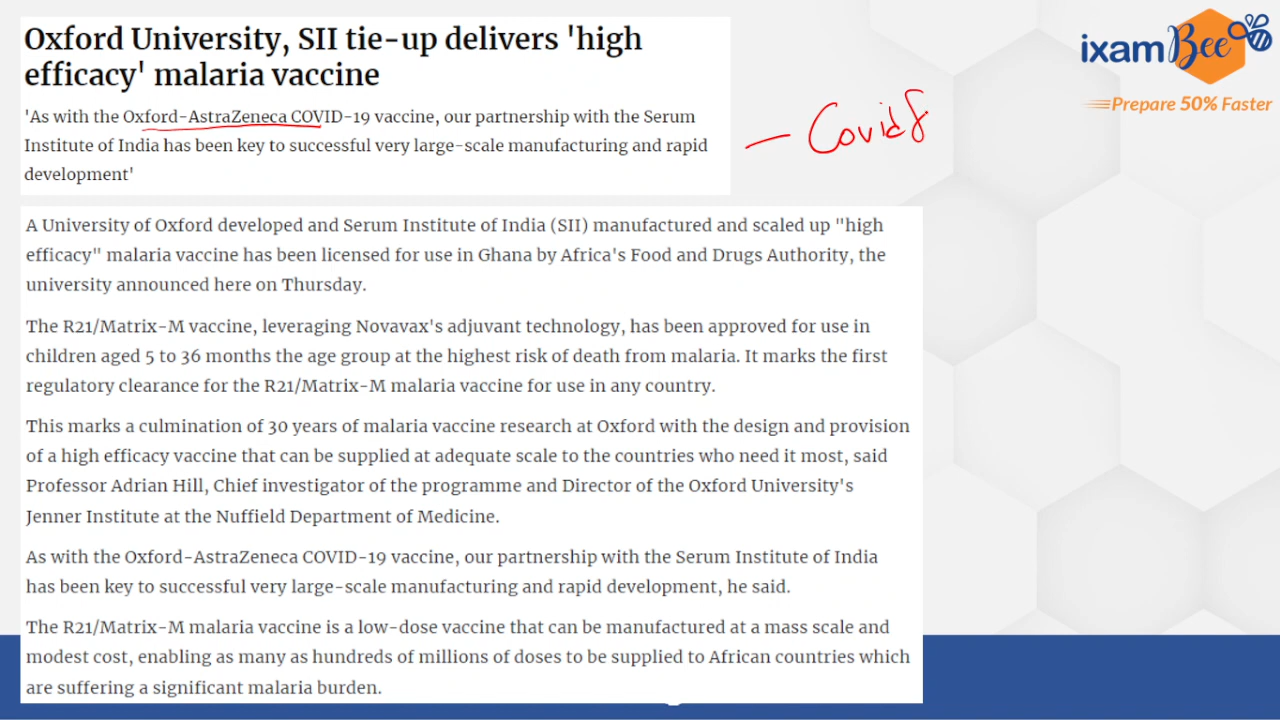 Oxford University, SII tie-up delivers 'high
efficacy' malaria vaccine
'As with the Oxford-AstraZeneca COVID-19 vaccine, our partnership with the Serum
Institute of India has been key to successful very large-scale manufacturing and rapid
development'
ixamBee
Prepare 50% Faster
A University of Oxford developed and Serum Institute of India (SII) manufactured and scaled up "high
efficacy" malaria vaccine has been licensed for use in Ghana by Africa's Food and Drugs Authority, the
university announced here on Thursday.
The R21/Matrix-M vaccine, leveraging Novavax's adjuvant technology, has been approved for use in
children aged 5 to 36 months the age group at the highest risk of death from malaria. It marks the first
regulatory clearance for the R21/Matrix-M malaria vaccine for use in any country.
This marks a culmination of 30 years of malaria vaccine research at Oxford with the design and provision
of a high efficacy vaccine that can be supplied at adequate scale to the countries who need it most, said
Professor Adrian Hill, Chief investigator of the programme and Director of the Oxford University's
Jenner Institute at the Nuffield Department of Medicine.
As with the Oxford-AstraZeneca COVID-19 vaccine, our partnership with the Serum Institute of India
has been key to successful very large-scale manufacturing and rapid development, he said.
The R21/Matrix-M malaria vaccine is a low-dose vaccine that can be manufactured at a mass scale and
modest cost, enabling as many as hundreds of millions of doses to be supplied to African countries which
are suffering a significant malaria burden.